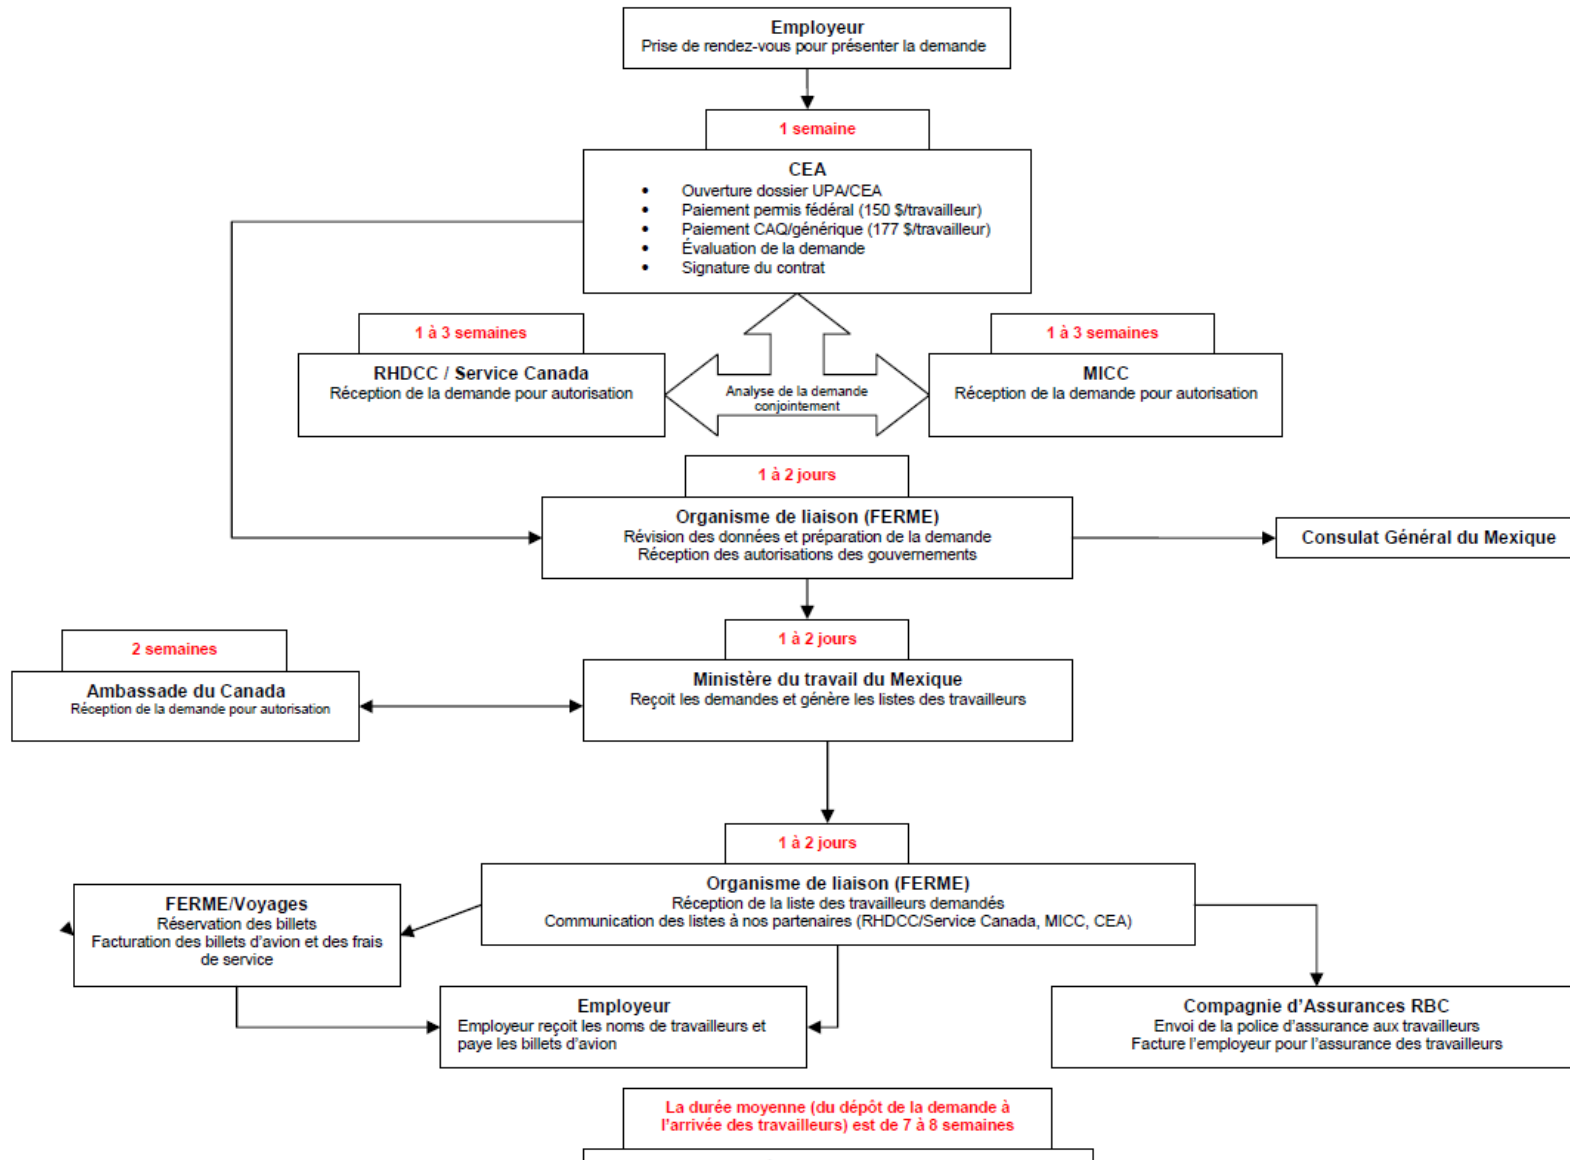 Employeur
Prise de rendez-vous pour présenter la demande
1 semaine
CEA
• Ouverture dossier UPA/CEA
• Paiement permis fédéral (150 $/travailleur)
• Paiement CAQ/générique (177 $/travailleur)
• Évaluation de la demande
• Signature du contrat
1 à 3 semaines
RHDCC / Service Canada
Réception de la demande pour autorisation
Analyse de la demande
conjointement
1 à 3 semaines
MICC
Réception de la demande pour autorisation
1 à 2 jours
Organisme de liaison (FERME)
Révision des données et préparation de la demande
Réception des autorisations des gouvernements
Consulat Général du Mexique
1 à 2 jours
Ministère du travail du Mexique
Reçoit les demandes et génère les listes des travailleurs
2 semaines
Ambassade du Canada
Réception de la demande pour autorisation
1 à 2 jours
Organisme de liaison (FERME)
Réception de la liste des travailleurs demandés
Communication des listes à nos partenaires (RHDCC/Service Canada, MICC, CEA)
FERME/Voyages
Réservation des billets
Facturation des billets d'avion et des frais
de service
Employeur
Employeur reçoit les noms de travailleurs et
paye les billets d'avion
Compagnie d'Assurances RBC
Envoi de la police d'assurance aux travailleurs
Facture l'employeur pour l'assurance des travailleurs
La durée moyenne (du dépôt de la demande à
l'arrivée des travailleurs) est de 7 à 8 semaines